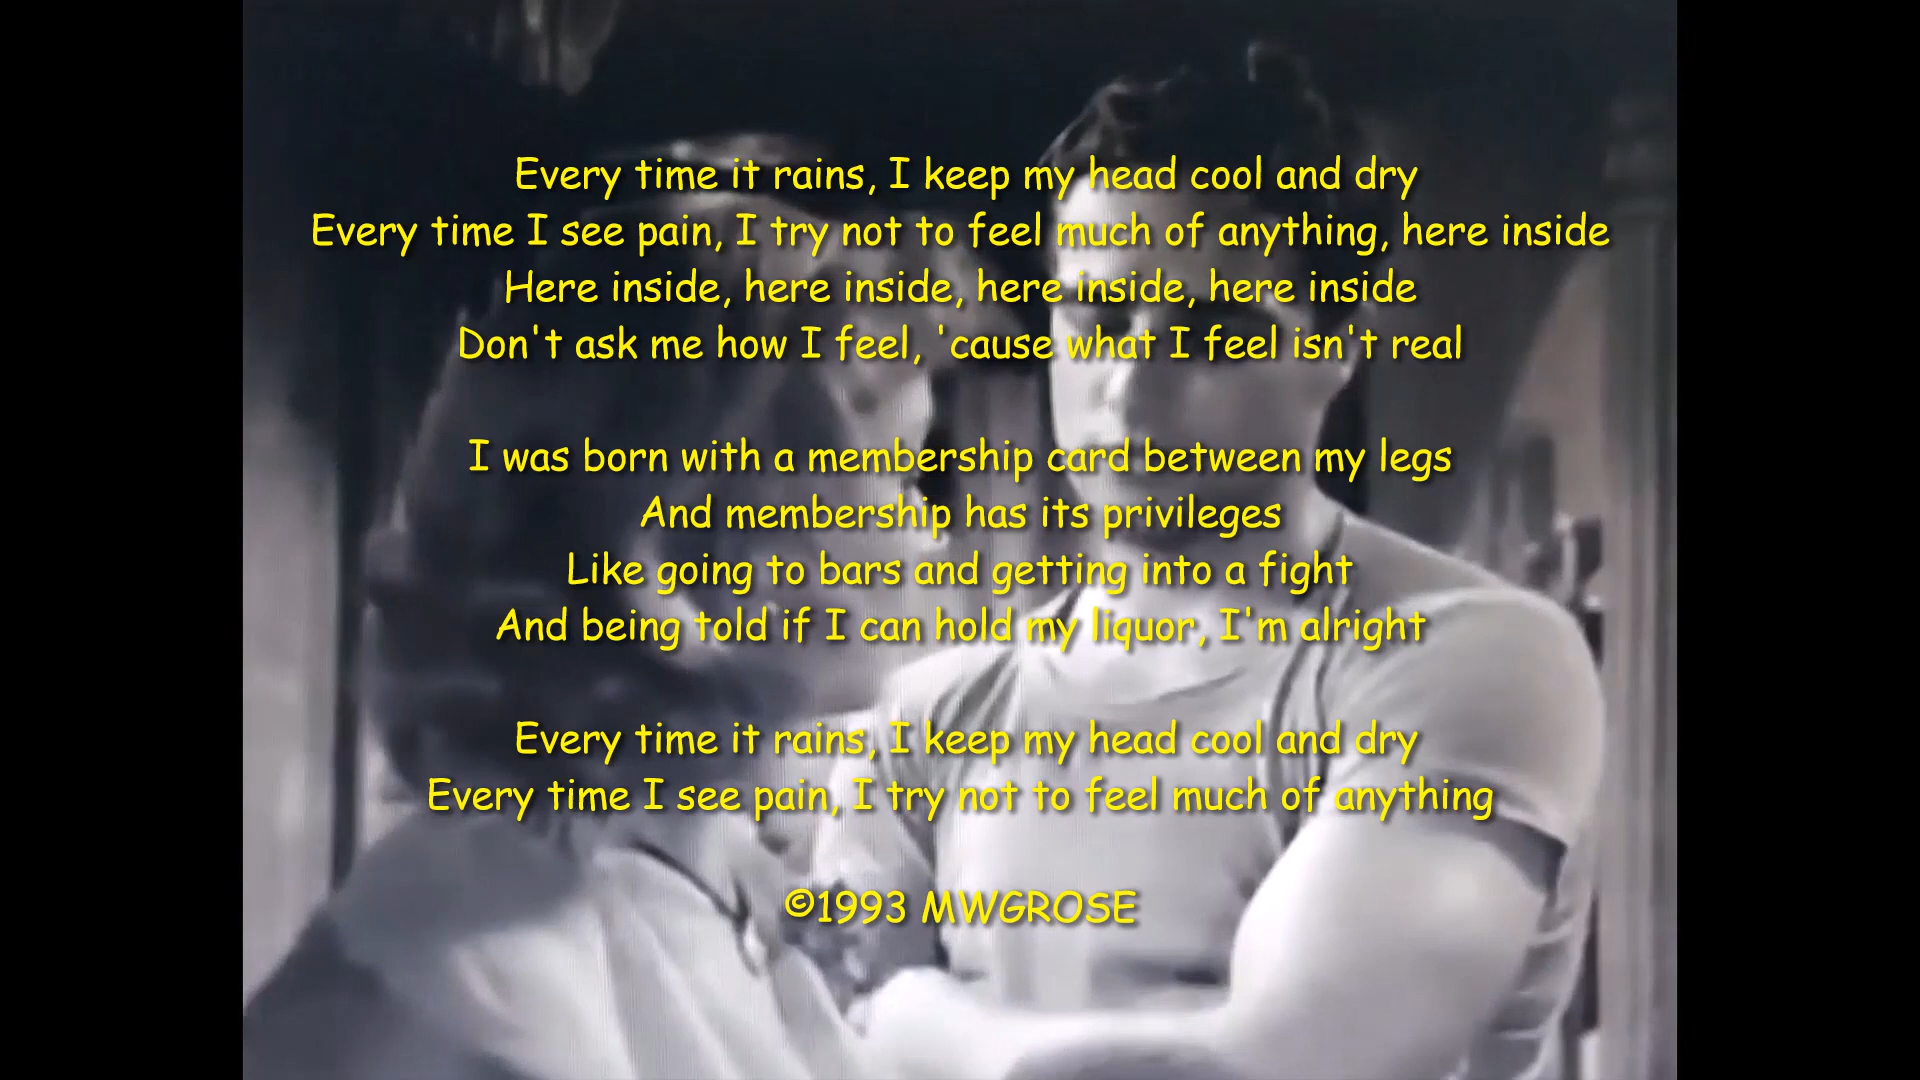 Every time it rains, I keep my head cool and dry
Every time I see pain, I try not to feel much of anything, here inside
Here inside, here inside, here inside, here inside
Don't ask me how I feel, 'cause what I feel isn't real
I was born with a membership card between my legs
And membership has its privileges
Like going to bars and getting into a fight
And being told if I can hold my liquor, I'm alright
Every time it rains, I keep my head cool and dry
Every time I see pain, I try not to feel much of anything
©1993 MWGROSE